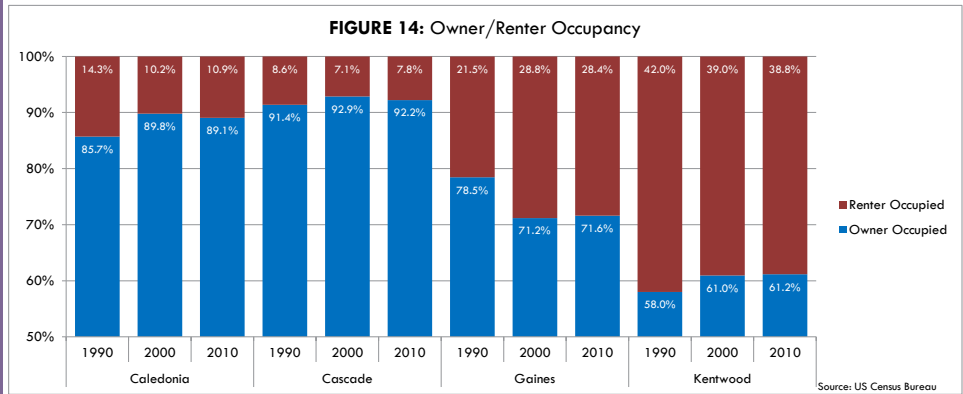 FIGURE 14: Owner/Renter Occupancy
100%
90%
80%
70%
60%
50%
14.3% 10.2% 10.9% 8.6% 7.1% 7.8% 21.5% 28.8% 28.4% 42.0% 39.0% 38.8%
85.7% 89.8% 89.1% 91.4% 92.9% 92.2% 78.5% 71.2% 71.6% 58.0% 61.0% 61.2%
Renter Occupied
Owner Occupied
1990 2000 2010 1990 2000 2010 1990 2000 2010 1990 2000 2010
Caledonia Cascade Gaines Kentwood
Source: US Census Bureau